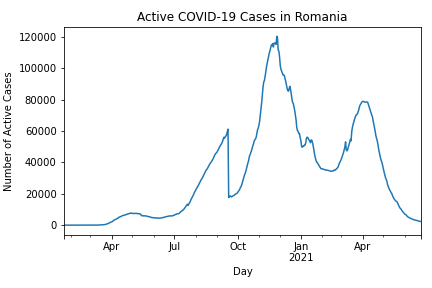 Active COVID-19 Cases in Romania
Number of Active Cases
120000
100000
80000
60000
40000
20000
0
Apr
Jul
Oct
Jan
2021
Apr
Day